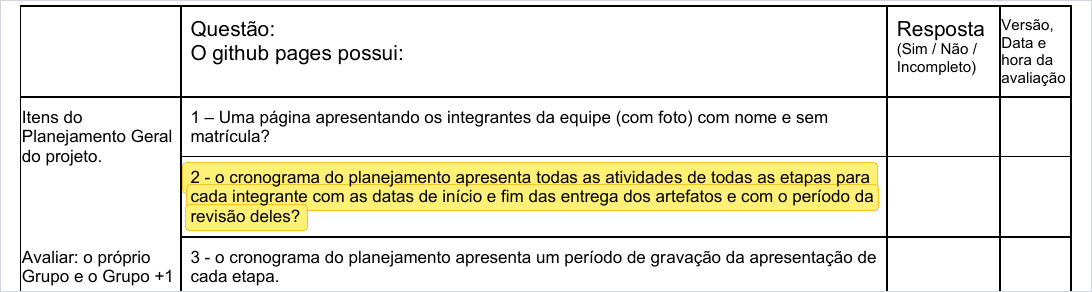 Questão:
O github pages possui:
Resposta
(Sim / Não /
Incompleto)
Versão,
Data e
hora da
avaliação
Itens do
Planejamento Geral
do projeto.
1 – Uma página apresentando os integrantes da equipe (com foto) com nome e sem
matrícula?
2 - o cronograma do planejamento apresenta todas as atividades de todas as etapas para
cada integrante com as datas de início e fim das entrega dos artefatos e com o período da
revisão deles?
Avaliar: o próprio
Grupo e o Grupo +1
3 - o cronograma do planejamento apresenta um período de gravação da apresentação de
cada etapa.